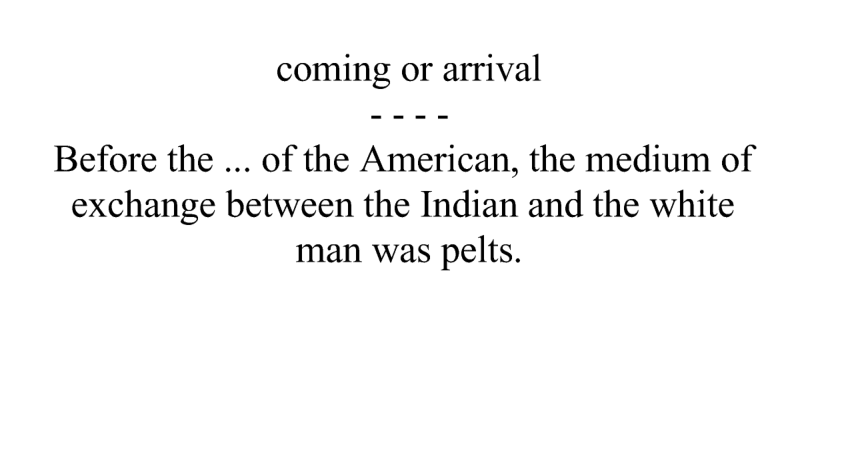 coming or arrival
- - - -
Before the ... of the American, the medium of
exchange between the Indian and the white
man was pelts.